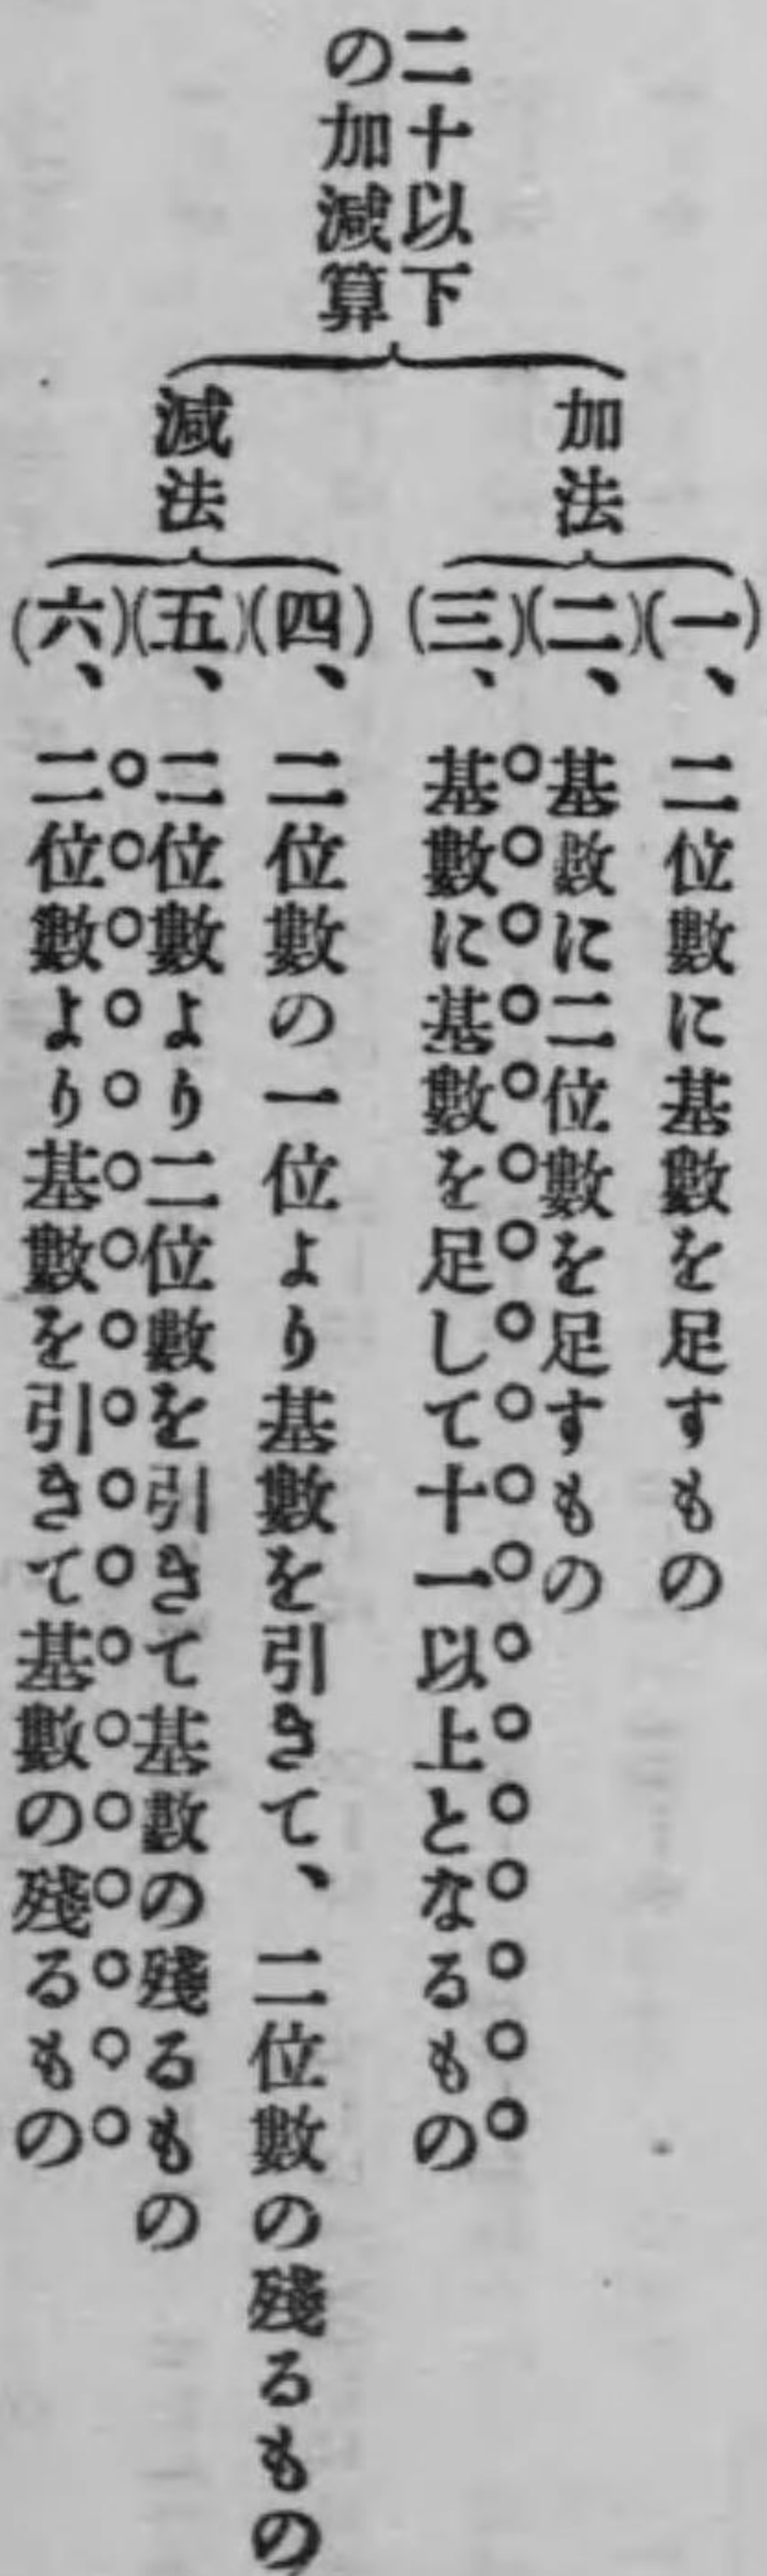 二十以下
の加減算
加法
(一、)二位數に基數を足すもの
(二、)基數に二位數を足すもの
(三、)基數に基數を足して十一以上となるもの
減法
(四、)二位數の一位より基數を引きて、二位數の殘るもの
(五、)二位數より二位數を引きて基數の殘るもの
(六、)二位數より基數を引きて基數の殘るもの